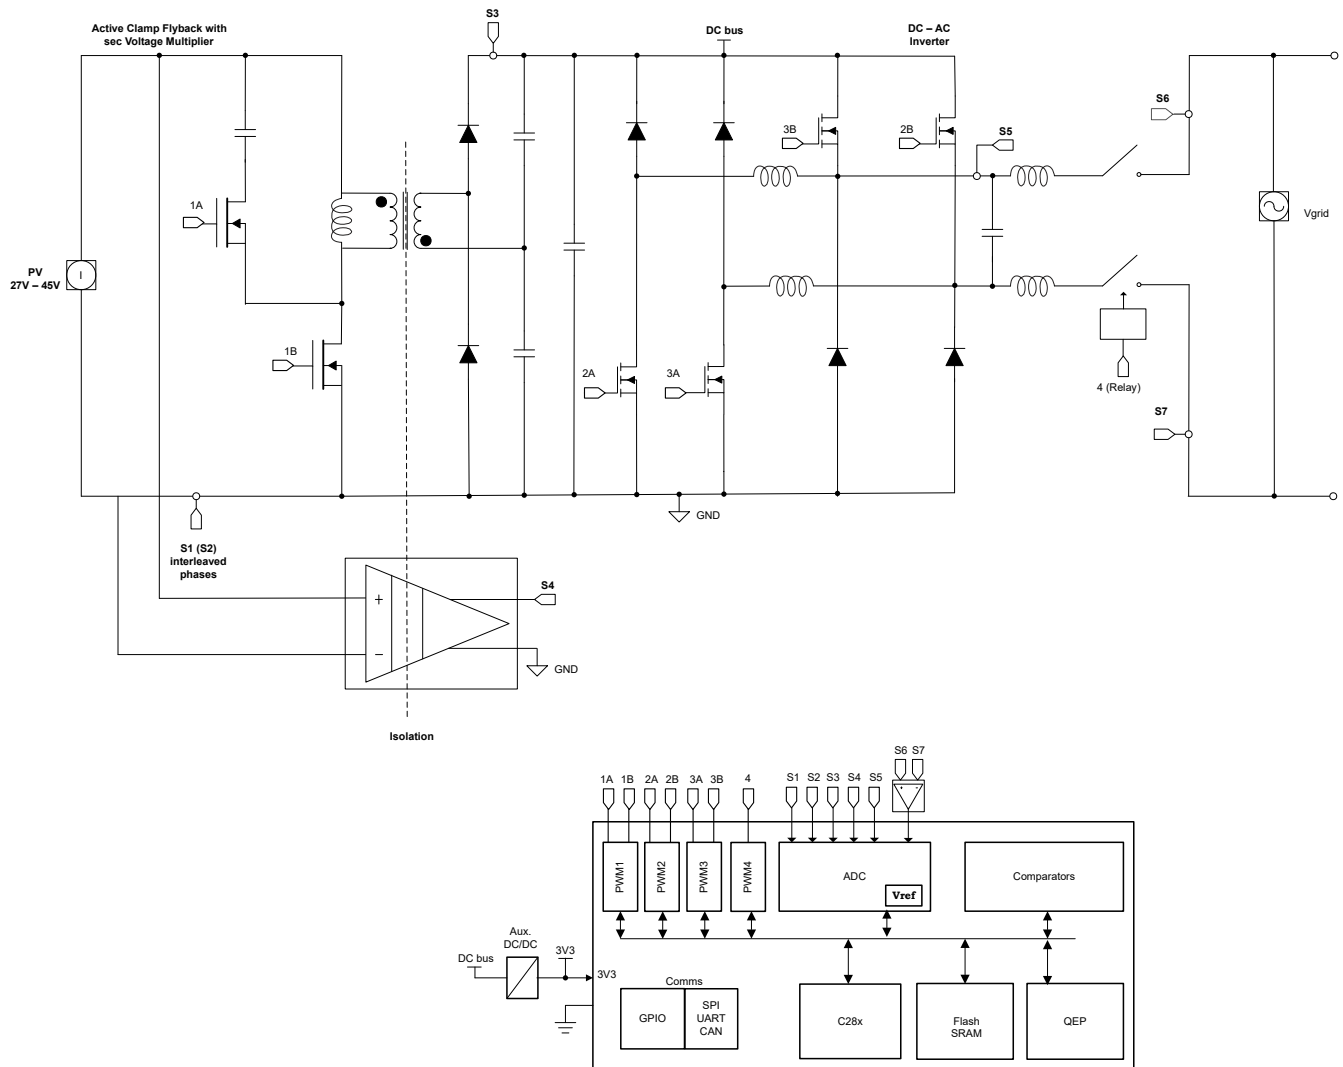 S3
Active Clamp Flyback with
sec Voltage Multiplier
DC bus
DC – AC
Inverter
S6
3B
2B
S5
1A
Vgrid
PV
27V – 45V
I
1B
2A
3A
4 (Relay)
S7
GND
S1 (S2)
interleaved
phases
S4
+
−
GND
Isolation
S6 S7
1A 1B 2A 2B 3A 3B 4 S1 S2 S3 S4 S5
PWM1
PWM2
PWM3
PWM4
ADC
Vref
Comparators
Aux.
DC/DC
DC bus
3V3
3V3
Comms
GPIO
SPI
UART
CAN
C28x
Flash
SRAM
QEP